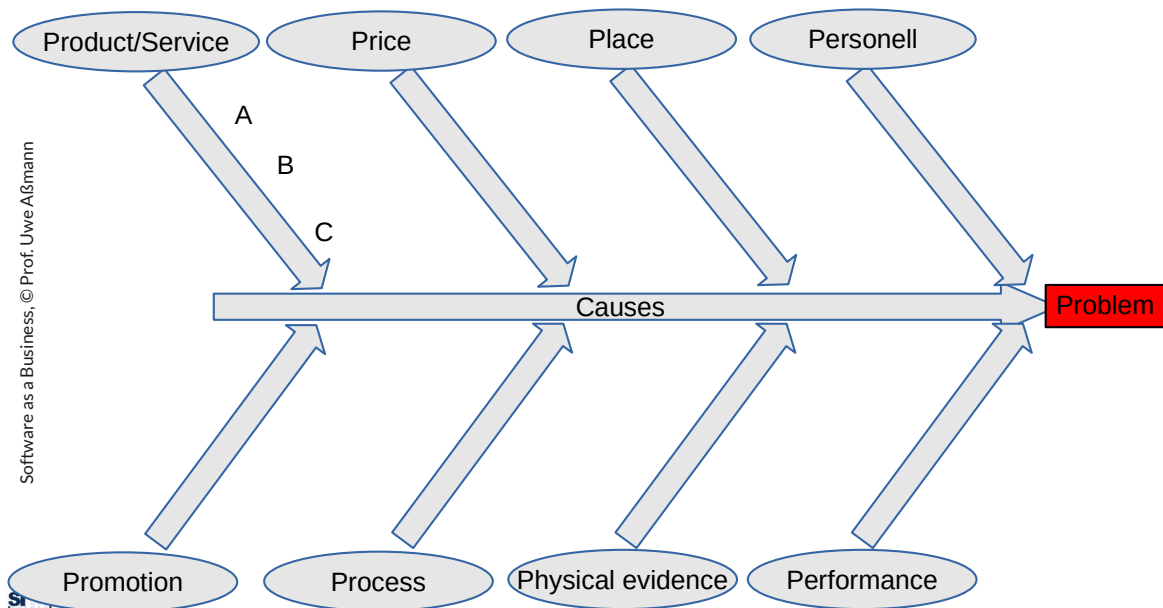 Product/Service
Price
Place
Personell
A
B
C
Causes
Problem
Promotion
Process
Physical evidence
Performance
Software as a Business, © Prof. Uwe Aßmann